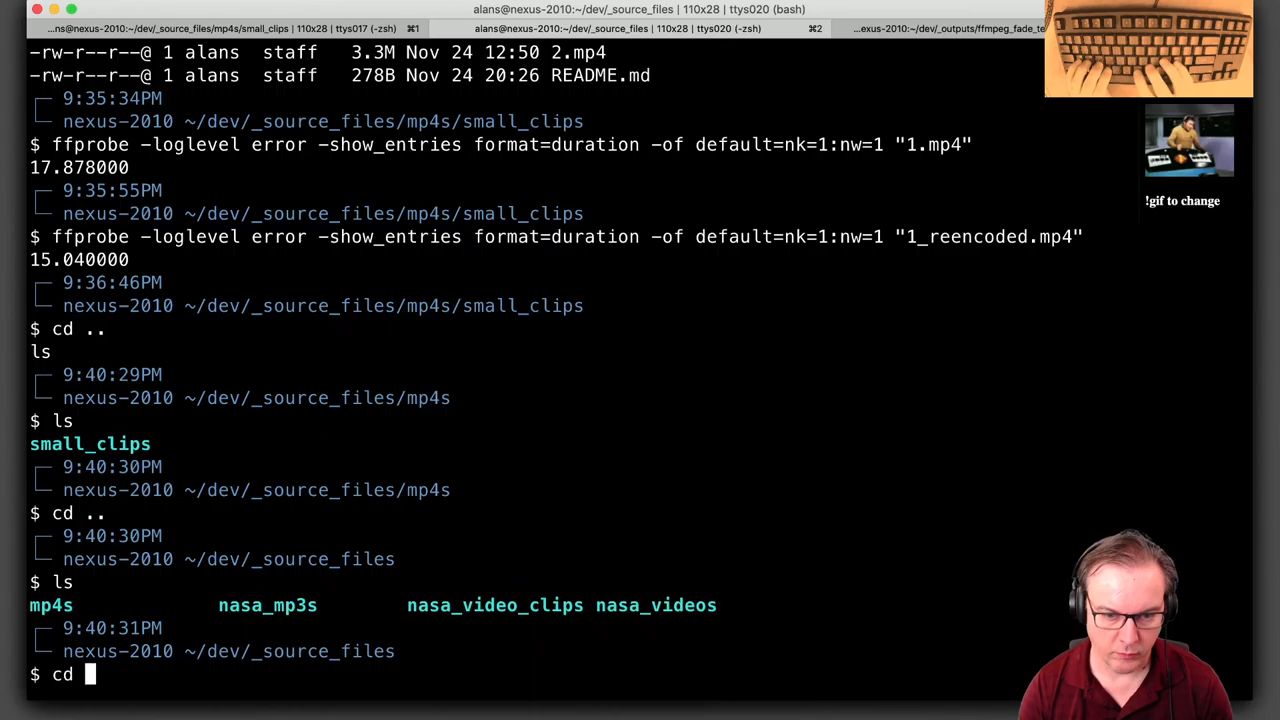 alans@nexus-2010:~/dev/_source_files | 110x28 | ttys020 (bash)
...ns@nexus-2010:~/dev/_source_files/mp4s/small_clips | 110x28 | ttys017 (-zsh) ⌘1
alans@nexus-2010:~/dev/_source_files | 110x28 | ttys020 (-zsh) ⌘2
...exus-2010:~/dev/_outputs/ffmpeg_fade_te
-rw-r--r--@ 1 alans staff 3.3M Nov 24 12:50 2.mp4
-rw-r--r--@ 1 alans staff 278B Nov 24 20:26 README.md
9:35:34PM
nexus-2010 ~/dev/_source_files/mp4s/small_clips
$ ffprobe -loglevel error -show_entries format=duration -of default=nk=1:nw=1 "1.mp4"
17.878000
9:35:55PM
nexus-2010 ~/dev/_source_files/mp4s/small_clips
$ ffprobe -loglevel error -show_entries format=duration -of default=nk=1:nw=1 "1_reencoded.mp4"
15.040000
9:36:46PM
nexus-2010 ~/dev/_source_files/mp4s/small_clips
$ cd ..
ls
9:40:29PM
nexus-2010 ~/dev/_source_files/mp4s
$ ls
small_clips
9:40:30PM
nexus-2010 ~/dev/_source_files/mp4s
$ cd ..
9:40:30PM
nexus-2010 ~/dev/_source_files
$ ls
mp4s nasa_mp3s nasa_video_clips nasa_videos
9:40:31PM
nexus-2010 ~/dev/_source_files
$ cd
!gif to change